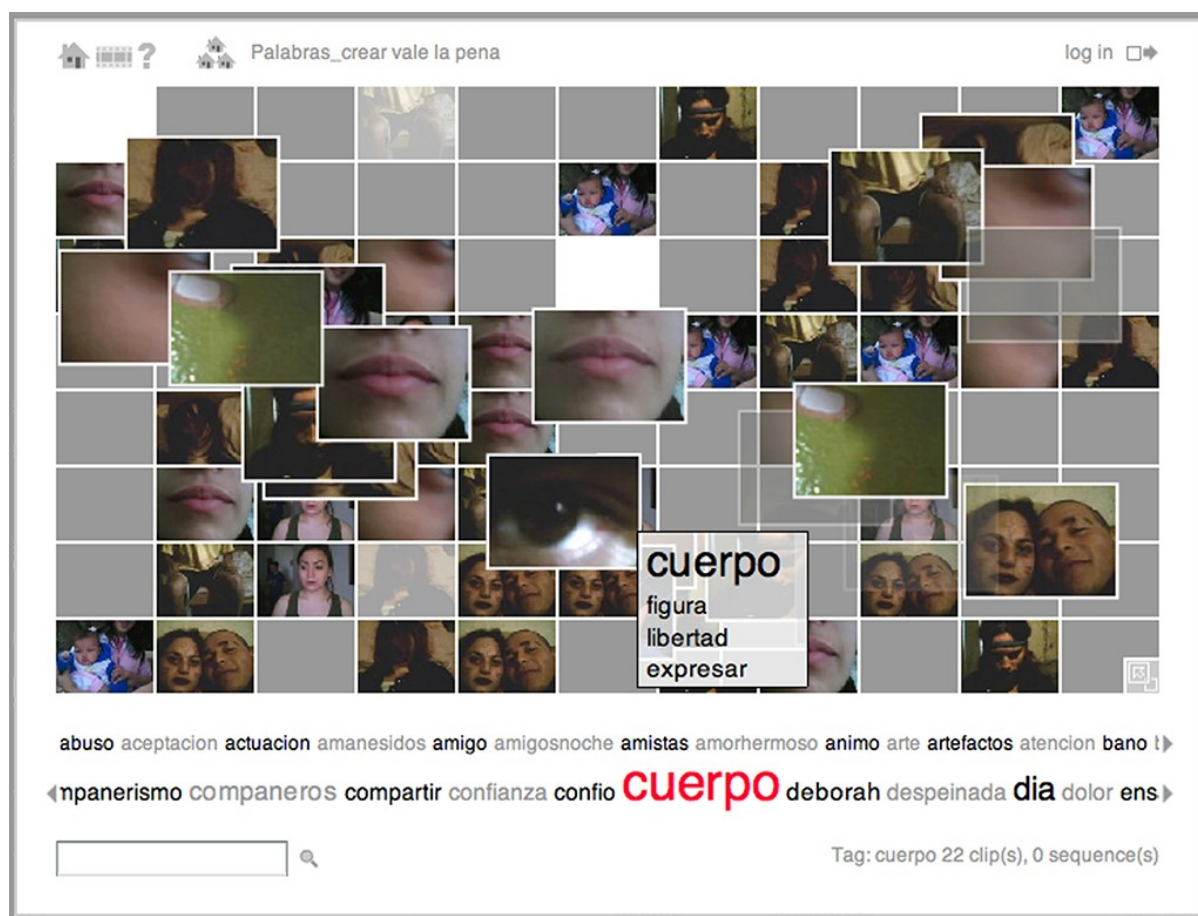 Palabras_crear vale la pena
log in
cuerpo
figura
libertad
expresar
abuso aceptacion actuacion amanesidos amigo amigosnoche amistas amorhermoso animo arte artefactos atencion bano
mpanerismo companeros compartir confianza confio cuerpo deborah despeinada dia dolor ens
Tag: cuerpo 22 clip(s), 0 sequence(s)